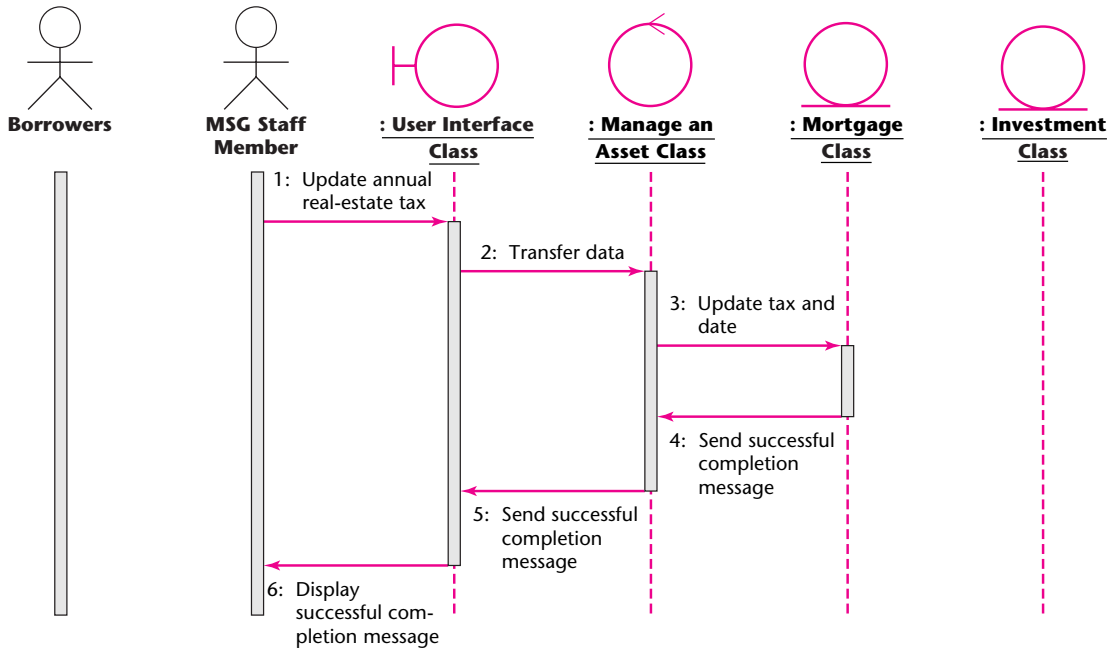 Borrowers
MSG Staff
Member
: User Interface
Class
: Manage an
Asset Class
: Mortgage
Class
: Investment
Class
1: Update annual
real-estate tax
2: Transfer data
3: Update tax and
date
4: Send successful
completion
message
5: Send successful
completion
message
6: Display
successful com-
pletion message